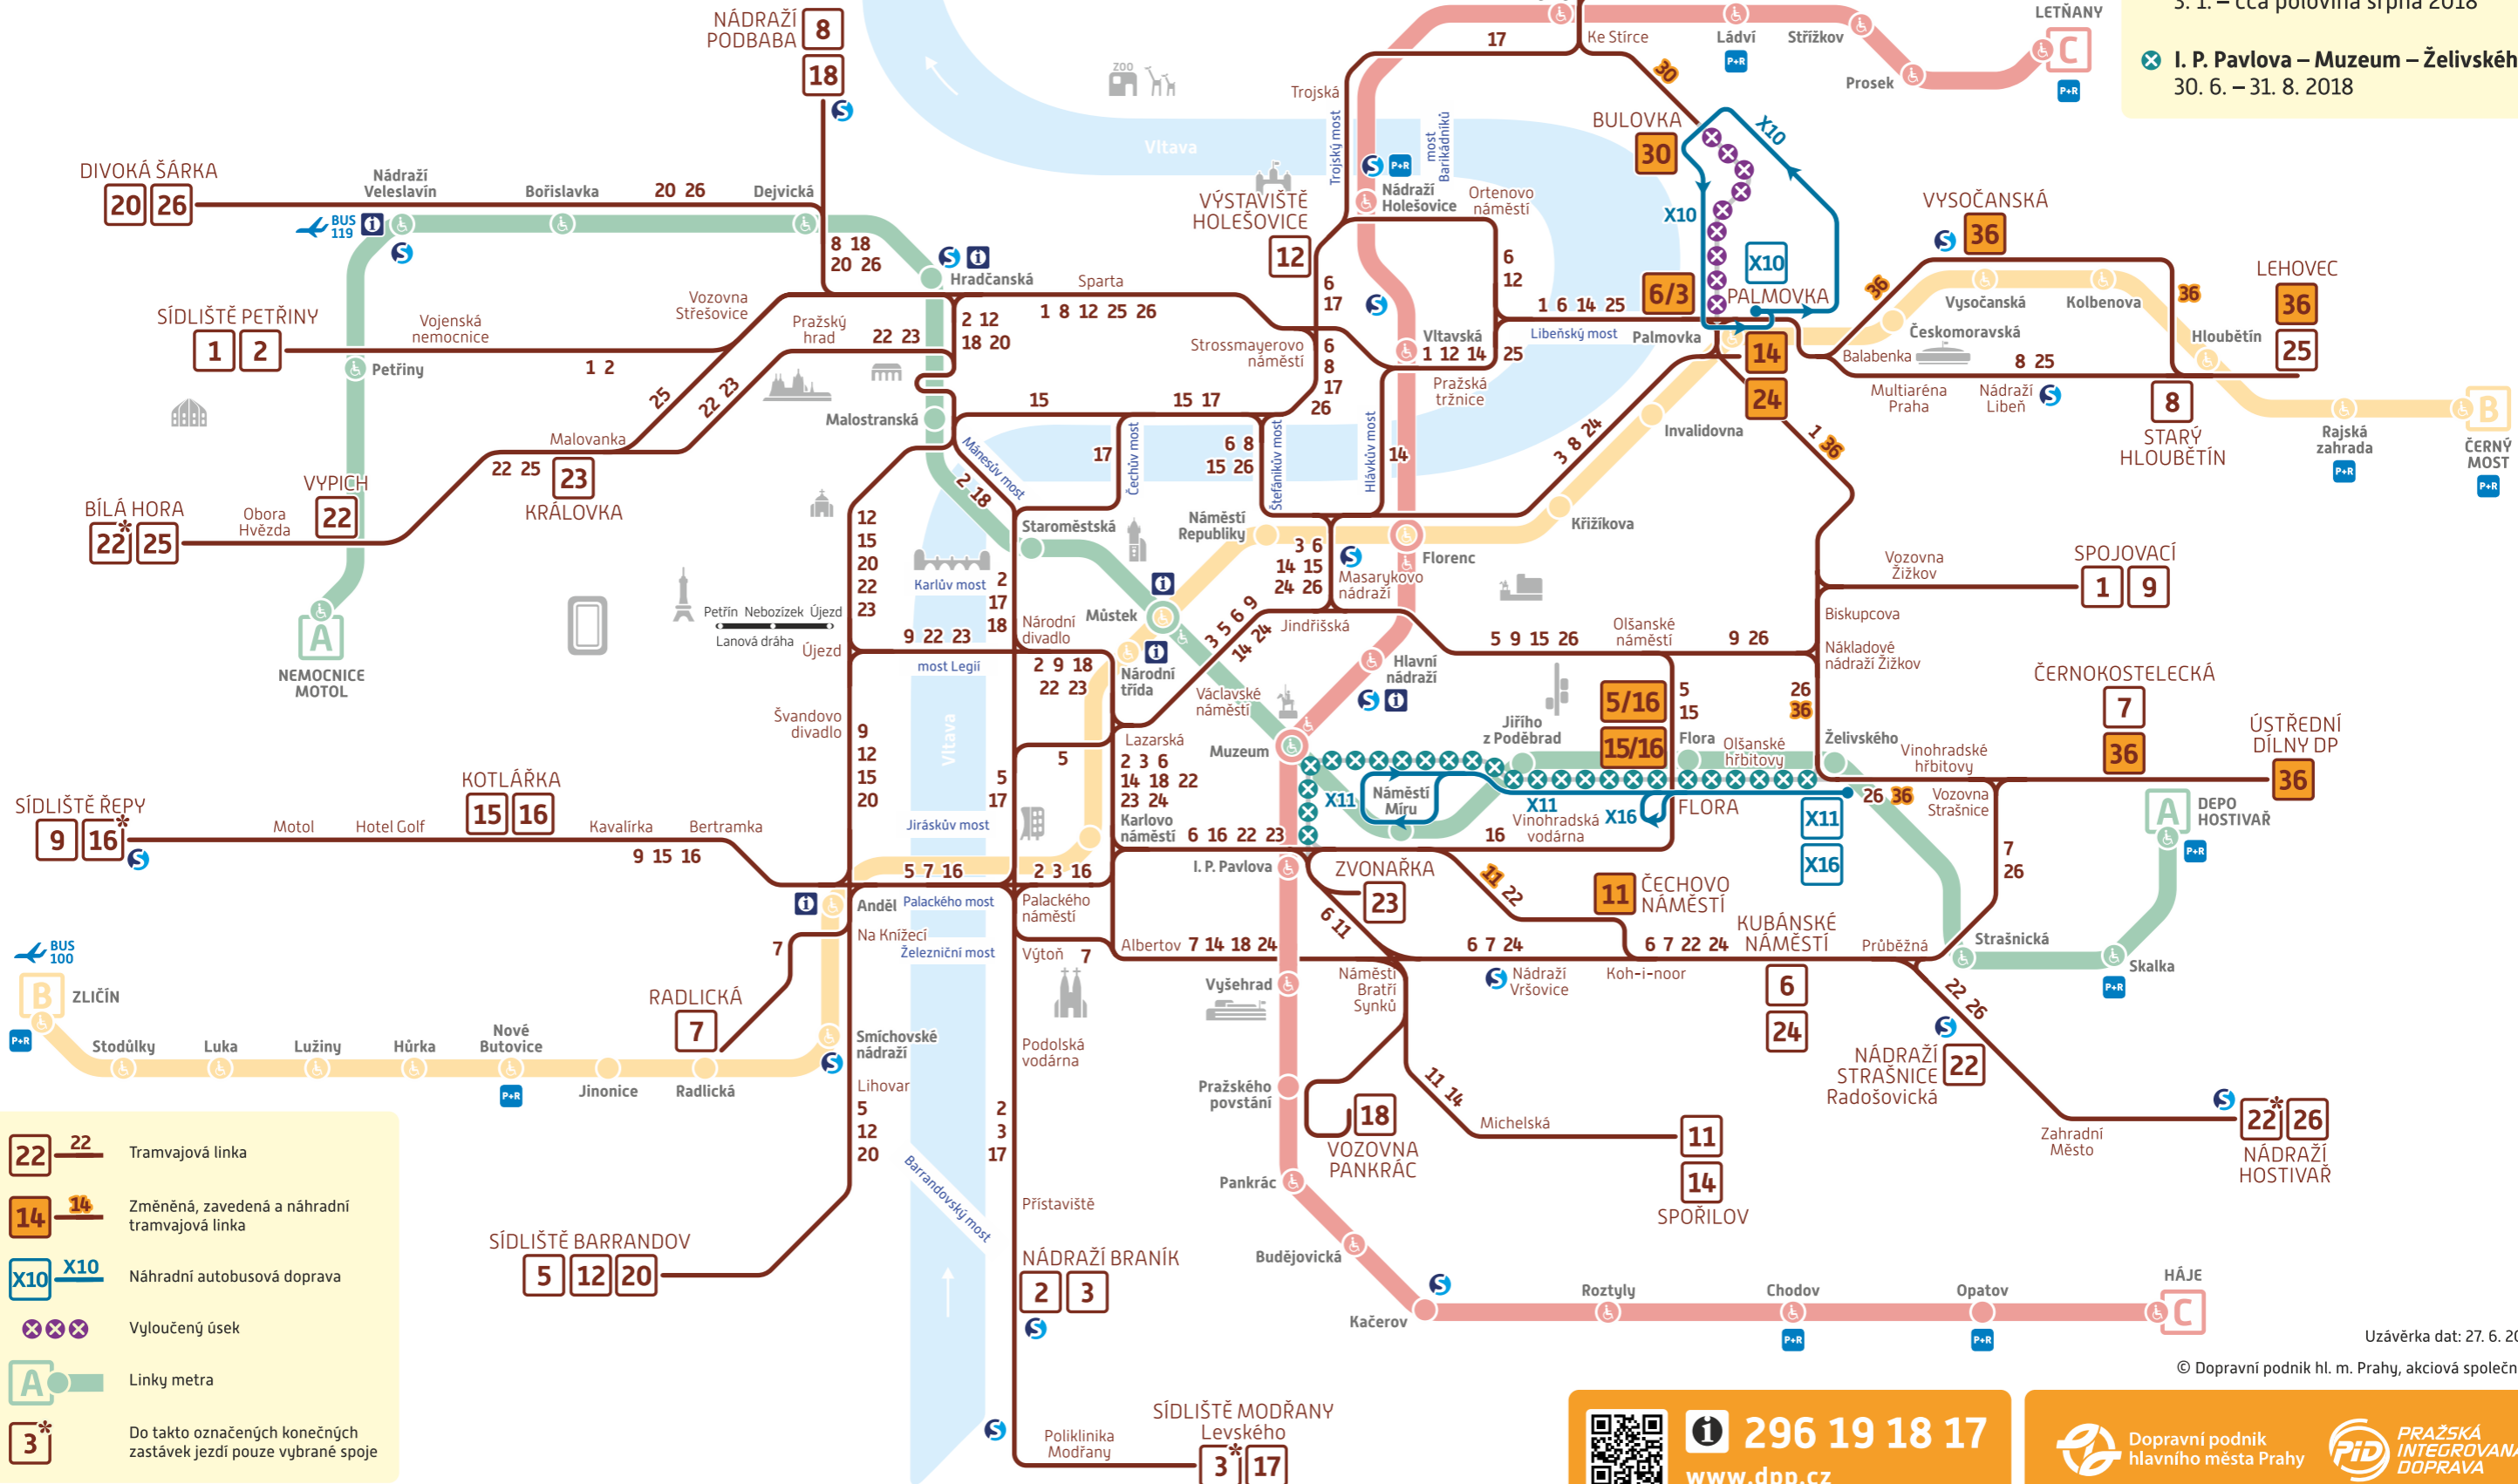 3. 1. – cca polovina srpna 2018
I. P. Pavlova – Muzeum – Želivskéh
30. 6. – 31. 8. 2018
NÁDRAŽÍ
PODBABA
8
18
17
Ke Stírce
30
Ládví
P+R
Střížkov
Prosek
LETŇANY
C
P+R
ZOO
Vltava
Trojská
Trojský most
most
Barikádníků
P+R
Nádraží
Holešovice
BULOVKA
30
X10
X10
X10
PALMOVKA
DIVOKÁ ŠÁRKA
20 26
BUS
119
Nádraží
Veleslavín
Bořislavka
20 26
Dejvická
8 18
20 26
Hradčanská
Sparta
1 8 12 25 26
VÝSTAVIŠTĚ
HOLEŠOVICE
12
Ortenovo
náměstí
6
12
6
17
1 6 14 25
6/3
Libeňský most
Palmovka
14
24
VYSOČANSKÁ
36
36
Vysočanská
Kolbenova
36
LEHOVEC
36
25
Hloubětín
Českomoravská
Balabenka
8 25
Multiaréna
Praha
Nádraží
Libeň
8
STARÝ
HLOUBĚTÍN
Rajská
zahrada
P+R
B
ČERNÝ
MOST
P+R
SÍDLIŠTĚ PETŘINY
1 2
Vojenská
nemocnice
1 2
Petřiny
Vozovna
Střešovice
Pražský
hrad
22 23
2 12
18 20
25
22 23
Strossmayerovo
náměstí
6
8
17
26
Vltavská
1 12 14
25
Pražská
tržnice
Malostranská
15
15 17
Mánesův most
2 18
17
Čechův most
6 8
15 26
Štefánikův most
Hlávkův most
14
3 8 24
Invalidovna
1 36
Křižíkova
Malovanka
22 25
23
KRÁLOVKA
VYPICH
22
BÍLÁ HORA
22* 25
Obora
Hvězda
A
NEMOCNICE
MOTOL
12
15
20
22
23
Karlův most
2
17
18
Staroměstská
Náměstí
Republiky
3 6
14 15
24 26
Masarykovo
nádraží
Florenc
Petřín Nebozízek Újezd
Lanová dráha
Újezd
9 22 23
most Legií
Národní
divadlo
Můstek
3 5 6 9
14 24
Jindřišská
Hlavní
nádraží
5 9 15 26
Olšanské
náměstí
9 26
Vozovna
Žižkov
SPOJOVACÍ
1 9
Biskupcova
Nákladové
nádraží Žižkov
2 9 18
22 23
Národní
třída
Václavské
náměstí
Muzeum
5/16
5
15
15/16
26
36
Jiřího
z Poděbrad
Flora
Olšanské
hřbitovy
Želivského
Vinohradské
hřbitovy
ČERNOKOSTELECKÁ
7
36
ÚSTŘEDNÍ
DÍLNY DP
36
Švandovo
divadlo
9
12
15
20
Vltava
5
5
17
Jiráskův most
Lazarská
2 3 6
14 18 22
23 24
Karlovo
náměstí
6 16 22 23
X11
Náměstí
Míru
X11
Vinohradská
vodárna
X16
FLORA
16
X11
X16
26 36
Vozovna
Strašnice
A
DEPO
HOSTIVAŘ
P+R
SÍDLIŠTĚ ŘEPY
9 16*
Motol
Hotel Golf
KOTLÁŘKA
15 16
Kavalírka
Bertramka
9 15 16
5 7 16
2 3 16
Anděl
Palackého most
Palackého
náměstí
Na Knížecí
7
Železniční most
Výtoň
7
Albertov
7 14 18 24
I. P. Pavlova
ZVONAŘKA
23
6 11
11 22
11
ČECHOVO
NÁMĚSTÍ
KUBÁNSKÉ
NÁMĚSTÍ
7
26
6 7 24
6 7 22 24
Průběžná
Strašnická
Skalka
P+R
Vyšehrad
Náměstí
Bratří
Synků
Nádraží
Vršovice
Koh-i-noor
6
24
22 26
BUS
100
B
ZLIČÍN
P+R
Stodůlky
Luka
Lužiny
Hůrka
Nové
Butovice
P+R
Jinonice
Radlická
RADLICKÁ
7
Smíchovské
nádraží
Lihovar
5
12
20
Podolská
vodárna
2
3
17
Pražského
povstání
18
VOZOVNA
PANKRÁC
11 14
Michelská
11
14
SPOŘILOV
NÁDRAŽÍ
STRAŠNICE
Radošovická
22
Zahradní
Město
22* 26
NÁDRAŽÍ
HOSTIVAŘ
Barrandovský most
Přístaviště
Pankrác
SÍDLIŠTĚ BARRANDOV
5 12 20
NÁDRAŽÍ BRANÍK
2 3
Budějovická
Kačerov
Roztyly
Chodov
P+R
Opatov
P+R
HÁJE
C
SÍDLIŠTĚ MODŘANY
Levského
3* 17
Poliklinika
Modřany
22 22 Tramvajová linka
14 14 Změněná, zavedená a náhradní
tramvajová linka
X10 X10 Náhradní autobusová doprava
Vyloučený úsek
A Linky metra
3* Do takto označených konečných
zastávek jezdí pouze vybrané spoje
Uzávěrka dat: 27. 6. 20
© Dopravní podnik hl. m. Prahy, akciová společn
296 19 18 17
www.dpp.cz
Dopravní podnik
hlavního města Prahy
PID
PRAŽSKÁ
INTEGROVANÁ
DOPRAVA